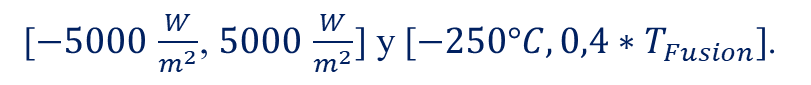 [−5000 W/m², 5000 W/m²] y [−250°C, 0,4 * T_Fusion].